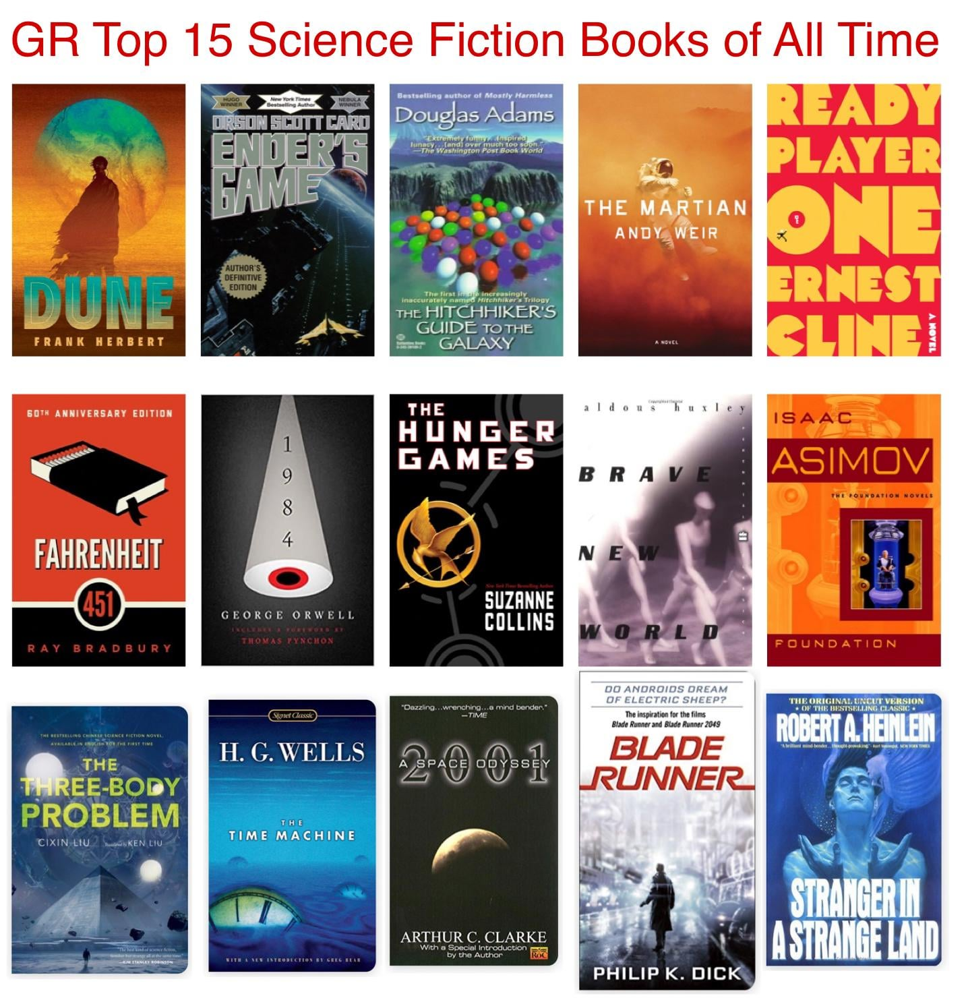 GR Top 15 Science Fiction Books of All Time
DUNE
FRANK HERBERT
HUGO
WINNER
New York Times
Bestselling Author
NEBULA
WINNER
ORSON SCOTT CARD
ENDER'S
GAME
AUTHOR'S
DEFINITIVE
EDITION
Bestselling author of Mostly Harmless
Douglas Adams
"Extremely funny...Inspired
lunacy...[and] over much too soon."
—The Washington Post Book World
The first in the increasingly
inaccurately named Hitchhiker's Trilogy
THE HITCHHIKER'S
GUIDE TO THE
GALAXY
Ballantine Books
THE MARTIAN
ANDY WEIR
A NOVEL
READY
PLAYER
ONE
ERNEST
CLINE
A NOVEL
60TH ANNIVERSARY EDITION
FAHRENHEIT
451
RAY BRADBURY
1
9
8
4
GEORGE ORWELL
INCLUDES A FOREWORD BY
THOMAS PYNCHON
THE
HUNGER
GAMES
New York Times Bestselling Author
SUZANNE
COLLINS
Copyrighted Material
aldous huxley
BRAVE
NEW
WORLD
ISAAC
ASIMOV
THE FOUNDATION NOVELS
FOUNDATION
THE BESTSELLING CHINESE SCIENCE FICTION NOVEL,
AVAILABLE IN ENGLISH FOR THE FIRST TIME
THE
THREE-BODY
PROBLEM
CIXIN LIU Translated by KEN LIU
"The best kind of science fiction,
familiar but strange all at the same time."
—KIM STANLEY ROBINSON
Signet Classic
H. G. WELLS
THE
TIME MACHINE
WITH A NEW INTRODUCTION BY GREG BEAR
"Dazzling...wrenching...a mind bender."
—TIME
2001
A SPACE ODYSSEY
ARTHUR C. CLARKE
With a Special Introduction
by the Author
ROC
DO ANDROIDS DREAM
OF ELECTRIC SHEEP?
The inspiration for the films
Blade Runner and Blade Runner 2049
BLADE
RUNNER
PHILIP K. DICK
THE ORIGINAL UNCUT VERSION
OF THE BESTSELLING CLASSIC
ROBERT A. HEINLEIN
"A brilliant mind-bender...thought-provoking." - Kurt Vonnegut, NEW YORK TIMES
STRANGER IN
A STRANGE LAND